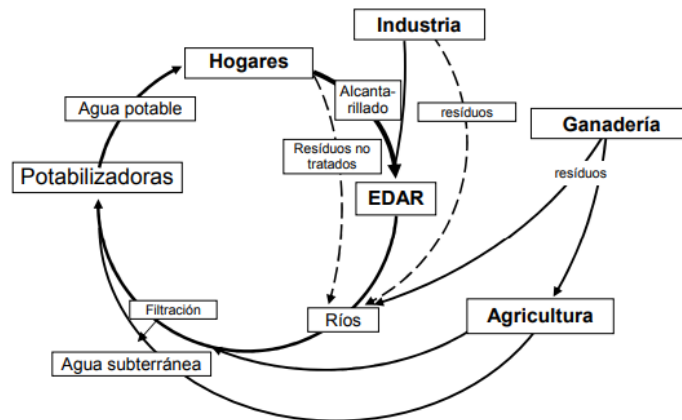 Industria
Hogares
Alcanta-
rillado
Agua potable
resíduos
Resíduos no
tratados
Ganadería
resíduos
Potabilizadoras
EDAR
Filtración
Ríos
Agricultura
Agua subterránea